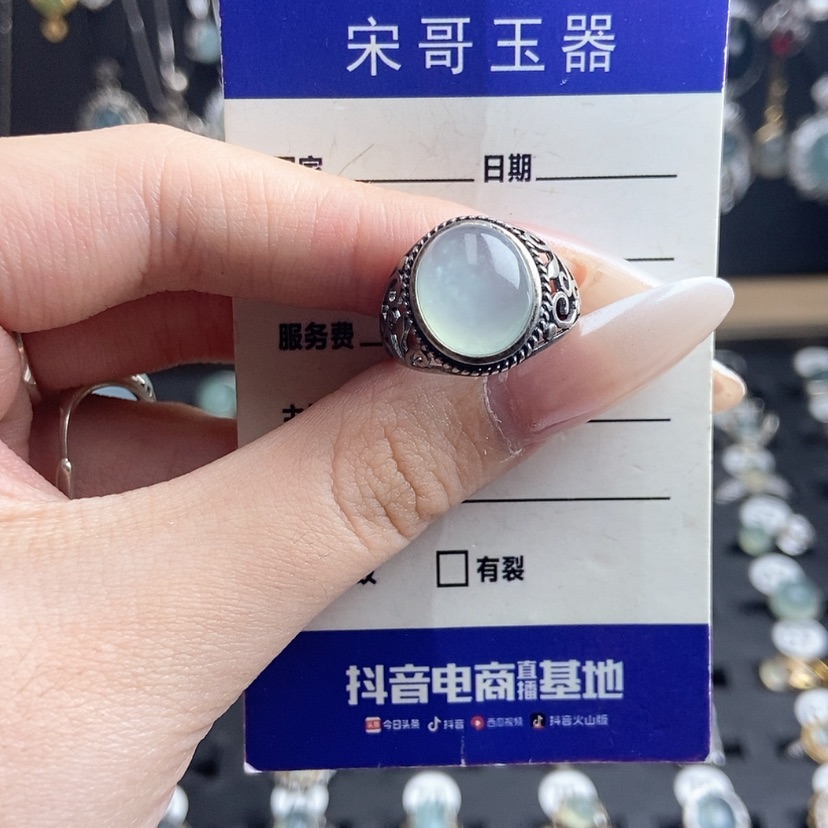 宋哥玉器
日期
服务费
有裂
抖音电商直播基地
今日头条 抖音 西瓜视频 抖音火山版